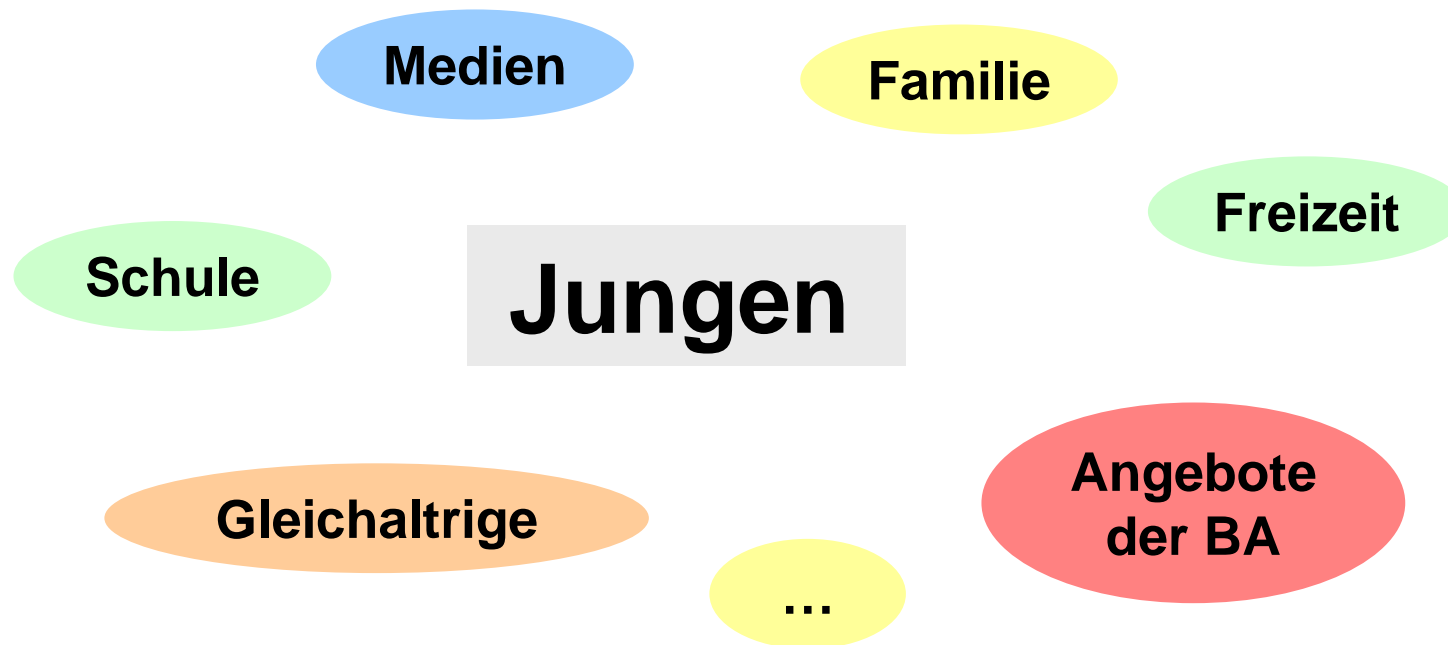 Medien
Familie
Freizeit
Schule
Jungen
Angebote
der BA
Gleichaltrige
...